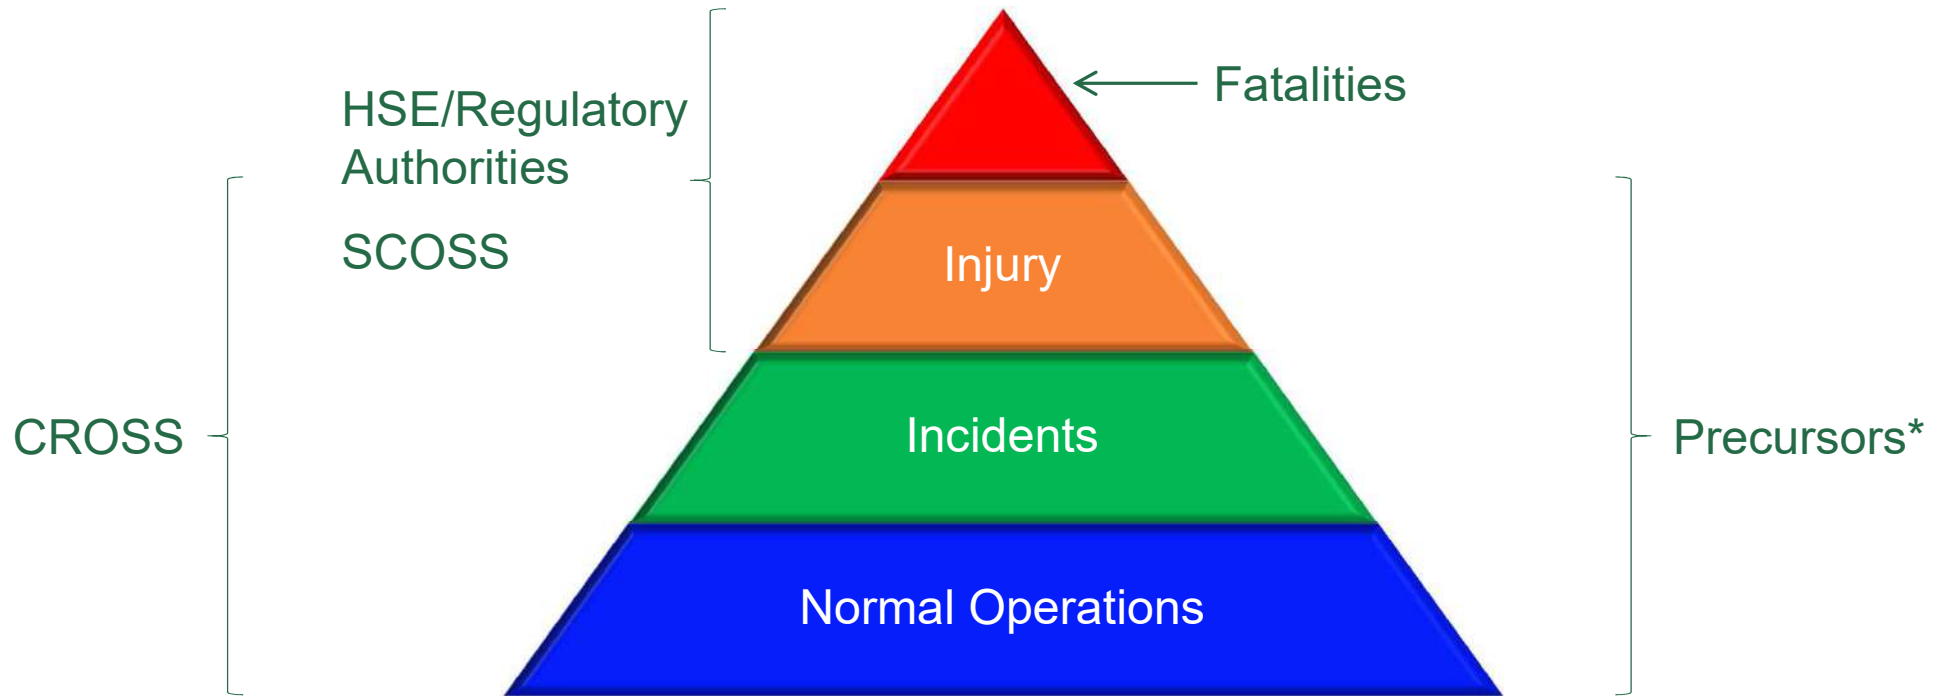 Fatalities
HSE/Regulatory
Authorities
SCOSS
Injury
CROSS
Incidents
Precursors*
Normal Operations